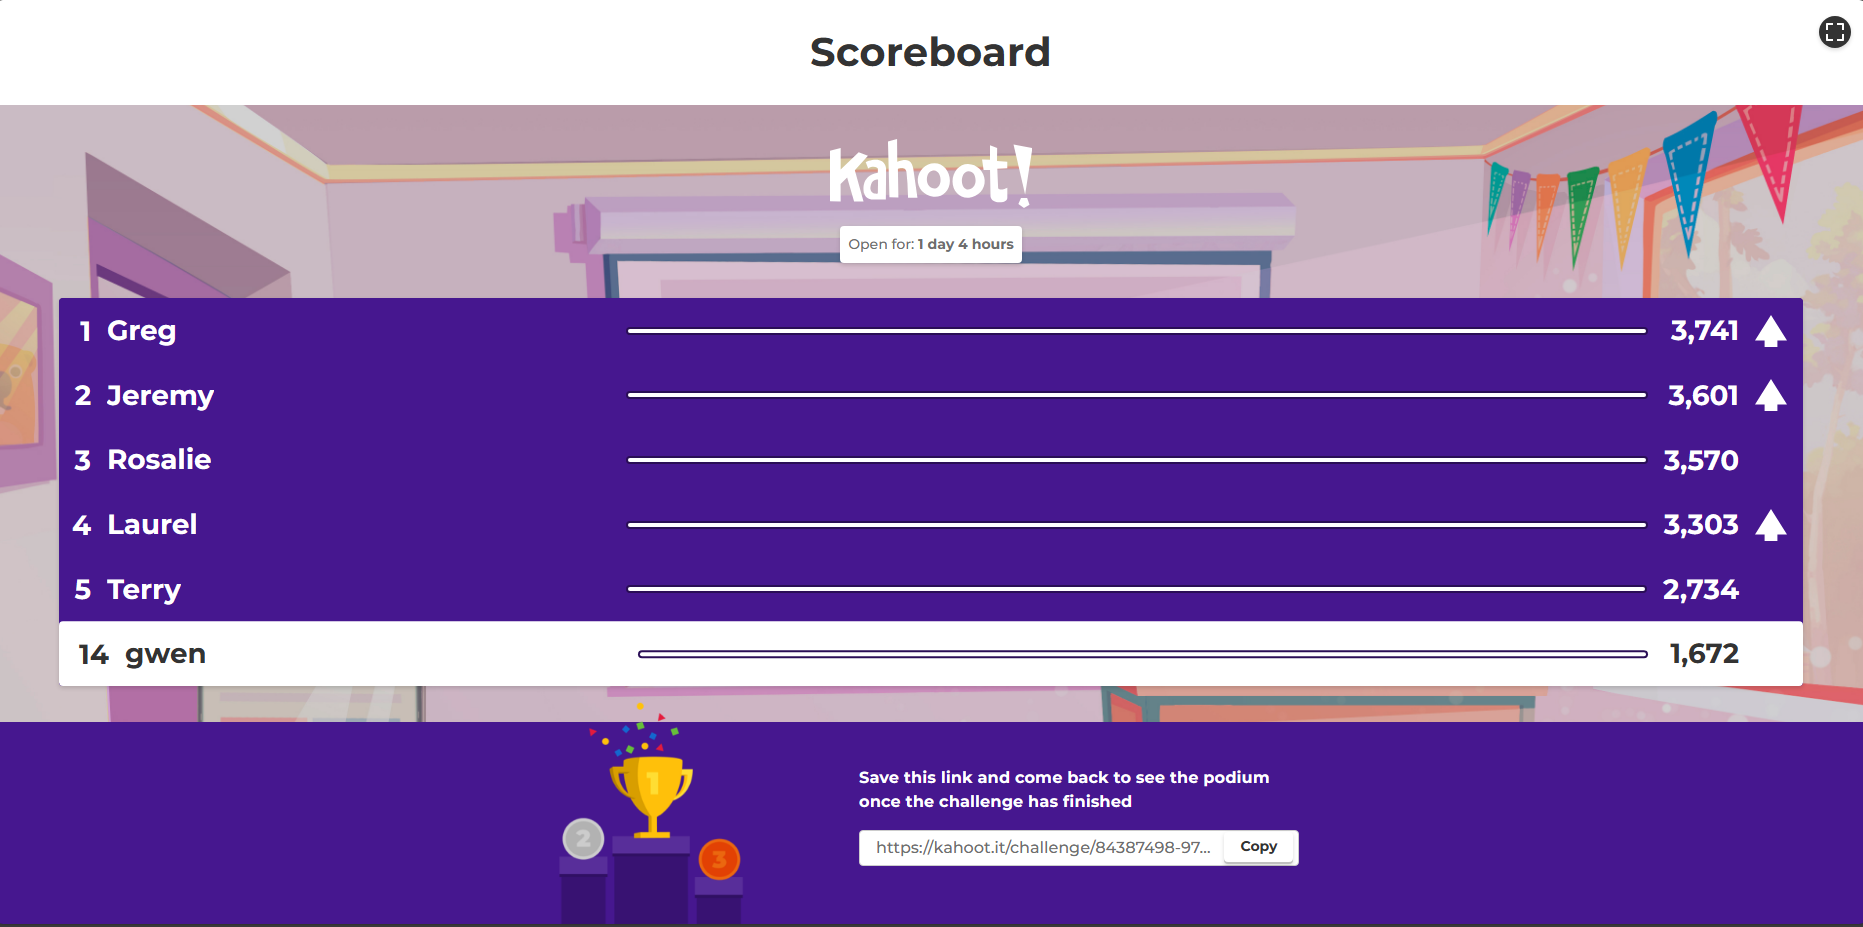 Scoreboard
Kahoot!
Open for: 1 day 4 hours
1 Greg 3,741
2 Jeremy 3,601
3 Rosalie 3,570
4 Laurel 3,303
5 Terry 2,734
14 gwen 1,672
1
2
3
Save this link and come back to see the podium
once the challenge has finished
https://kahoot.it/challenge/84387498-97... Copy